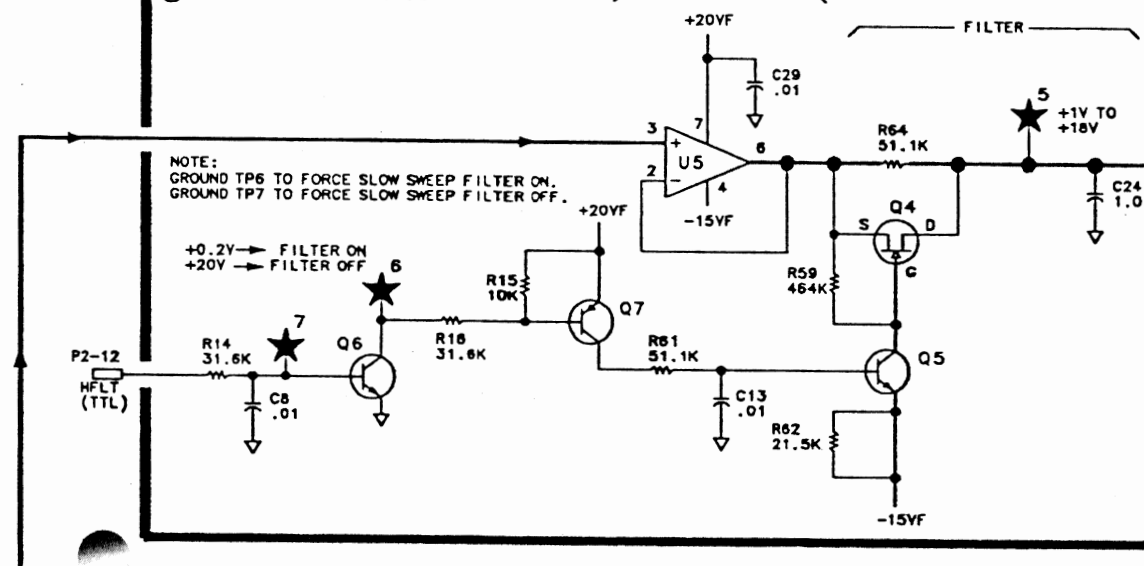 +20VF
FILTER
C29
.01
5
+1V TO
+18V
3
+
7
6
U5
2
-
4
-15VF
R64
51.1K
C24
1.0
NOTE:
GROUND TP6 TO FORCE SLOW SWEEP FILTER ON.
GROUND TP7 TO FORCE SLOW SWEEP FILTER OFF.
+20VF
Q4
S
D
G
R59
464K
+0.2V → FILTER ON
+20V → FILTER OFF
6
R15
10K
Q7
7
P2-12
HFLT
(TTL)
R14
31.6K
Q6
R16
31.6K
R61
51.1K
Q5
C8
.01
C13
.01
R62
21.5K
-15VF